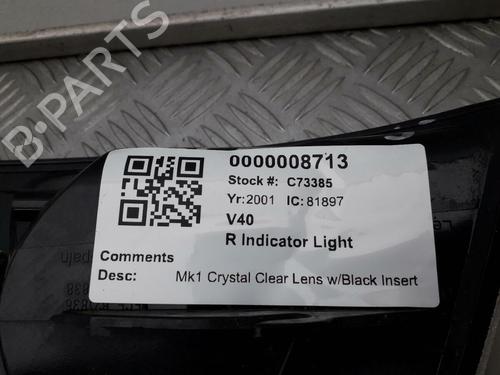 B-PARTS
0000008713
Stock #: C73385
Yr:2001 IC: 81897
V40
R Indicator Light
Comments
Desc: Mk1 Crystal Clear Lens w/Black Insert